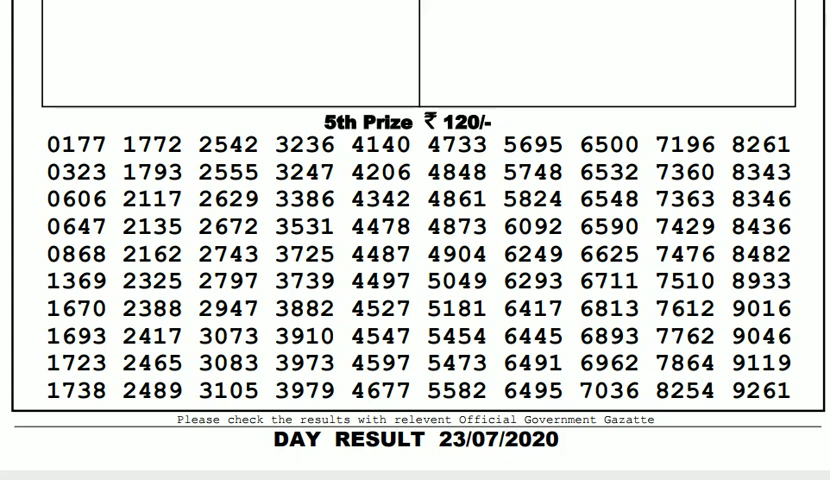 5th Prize ₹ 120/-
0177 1772 2542 3236 4140 4733 5695 6500 7196 8261
0323 1793 2555 3247 4206 4848 5748 6532 7360 8343
0606 2117 2629 3386 4342 4861 5824 6548 7363 8346
0647 2135 2672 3531 4478 4873 6092 6590 7429 8436
0868 2162 2743 3725 4487 4904 6249 6625 7476 8482
1369 2325 2797 3739 4497 5049 6293 6711 7510 8933
1670 2388 2947 3882 4527 5181 6417 6813 7612 9016
1693 2417 3073 3910 4547 5454 6445 6893 7762 9046
1723 2465 3083 3973 4597 5473 6491 6962 7864 9119
1738 2489 3105 3979 4677 5582 6495 7036 8254 9261
Please check the results with relevent Official Government Gazatte
DAY RESULT 23/07/2020